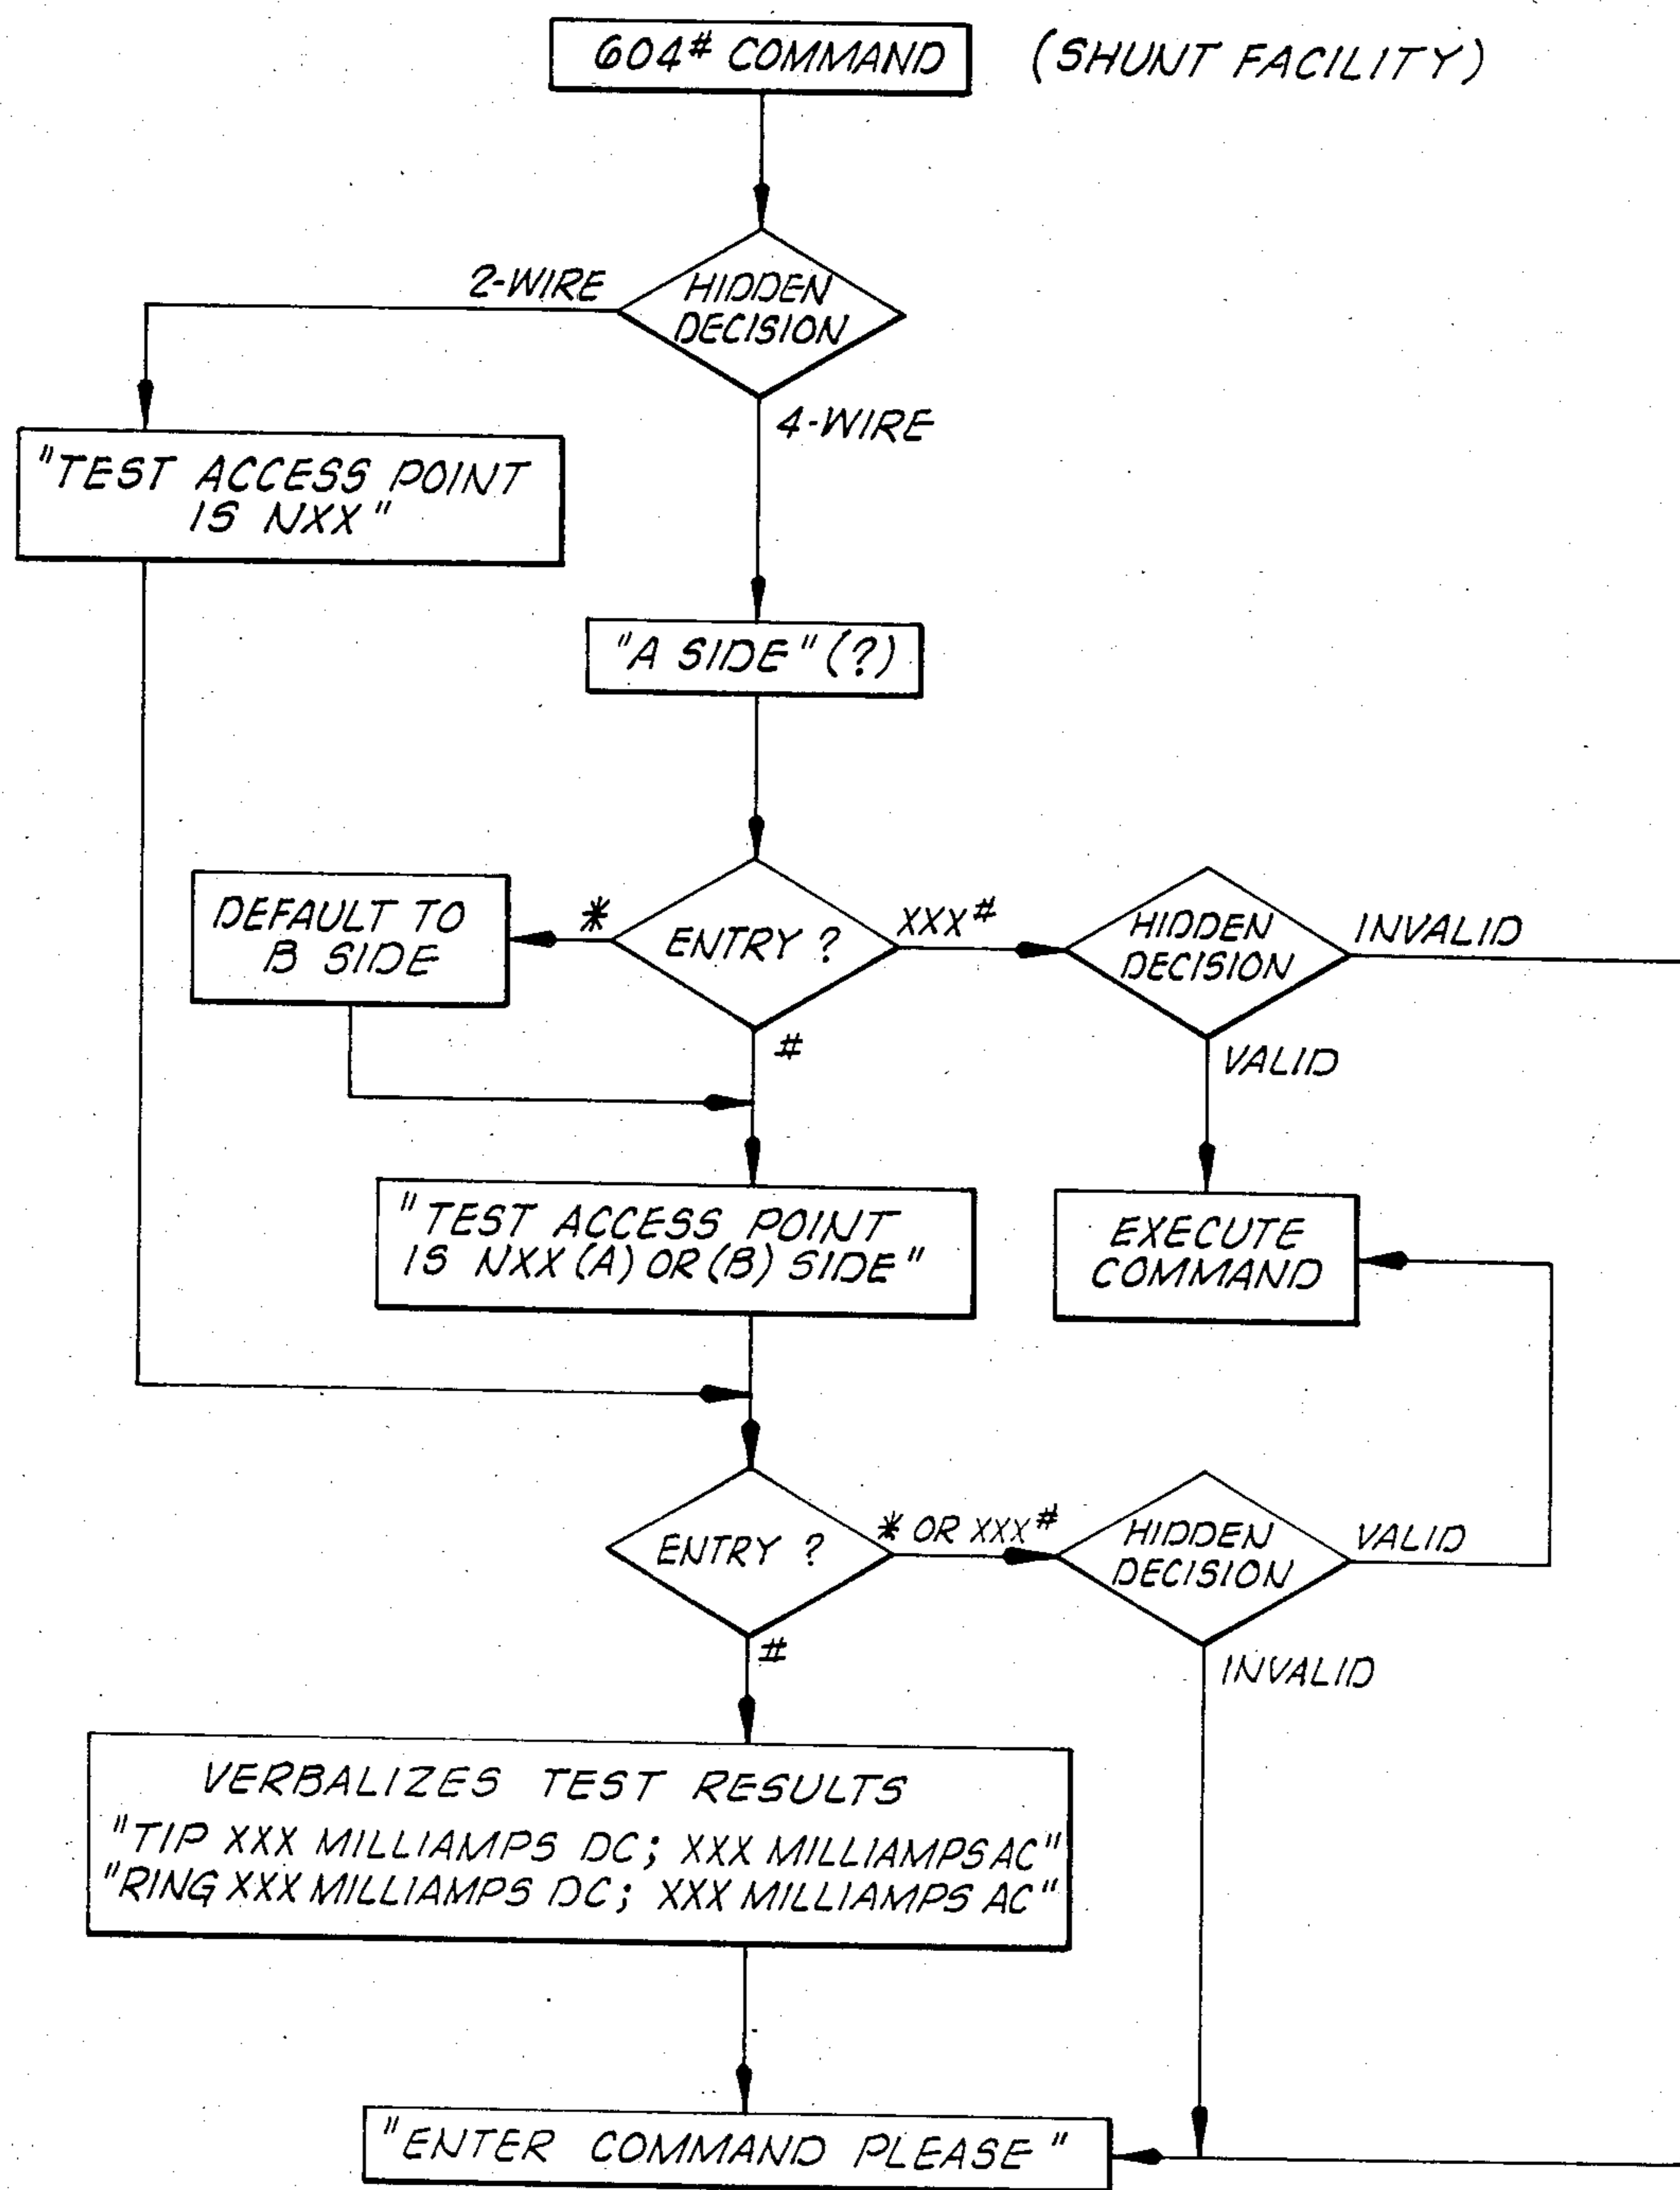 604# COMMAND (SHUNT FACILITY)
2-WIRE
HIDDEN
DECISION
4-WIRE
"TEST ACCESS POINT
IS NXX"
"A SIDE" (?)
DEFAULT TO
B SIDE
*
ENTRY ?
XXX#
HIDDEN
DECISION
INVALID
#
VALID
"TEST ACCESS POINT
IS NXX (A) OR (B) SIDE"
EXECUTE
COMMAND
ENTRY ?
* OR XXX#
HIDDEN
DECISION
VALID
#
INVALID
VERBALIZES TEST RESULTS
"TIP XXX MILLIAMPS DC; XXX MILLIAMPS AC"
"RING XXX MILLIAMPS DC; XXX MILLIAMPS AC"
"ENTER COMMAND PLEASE"